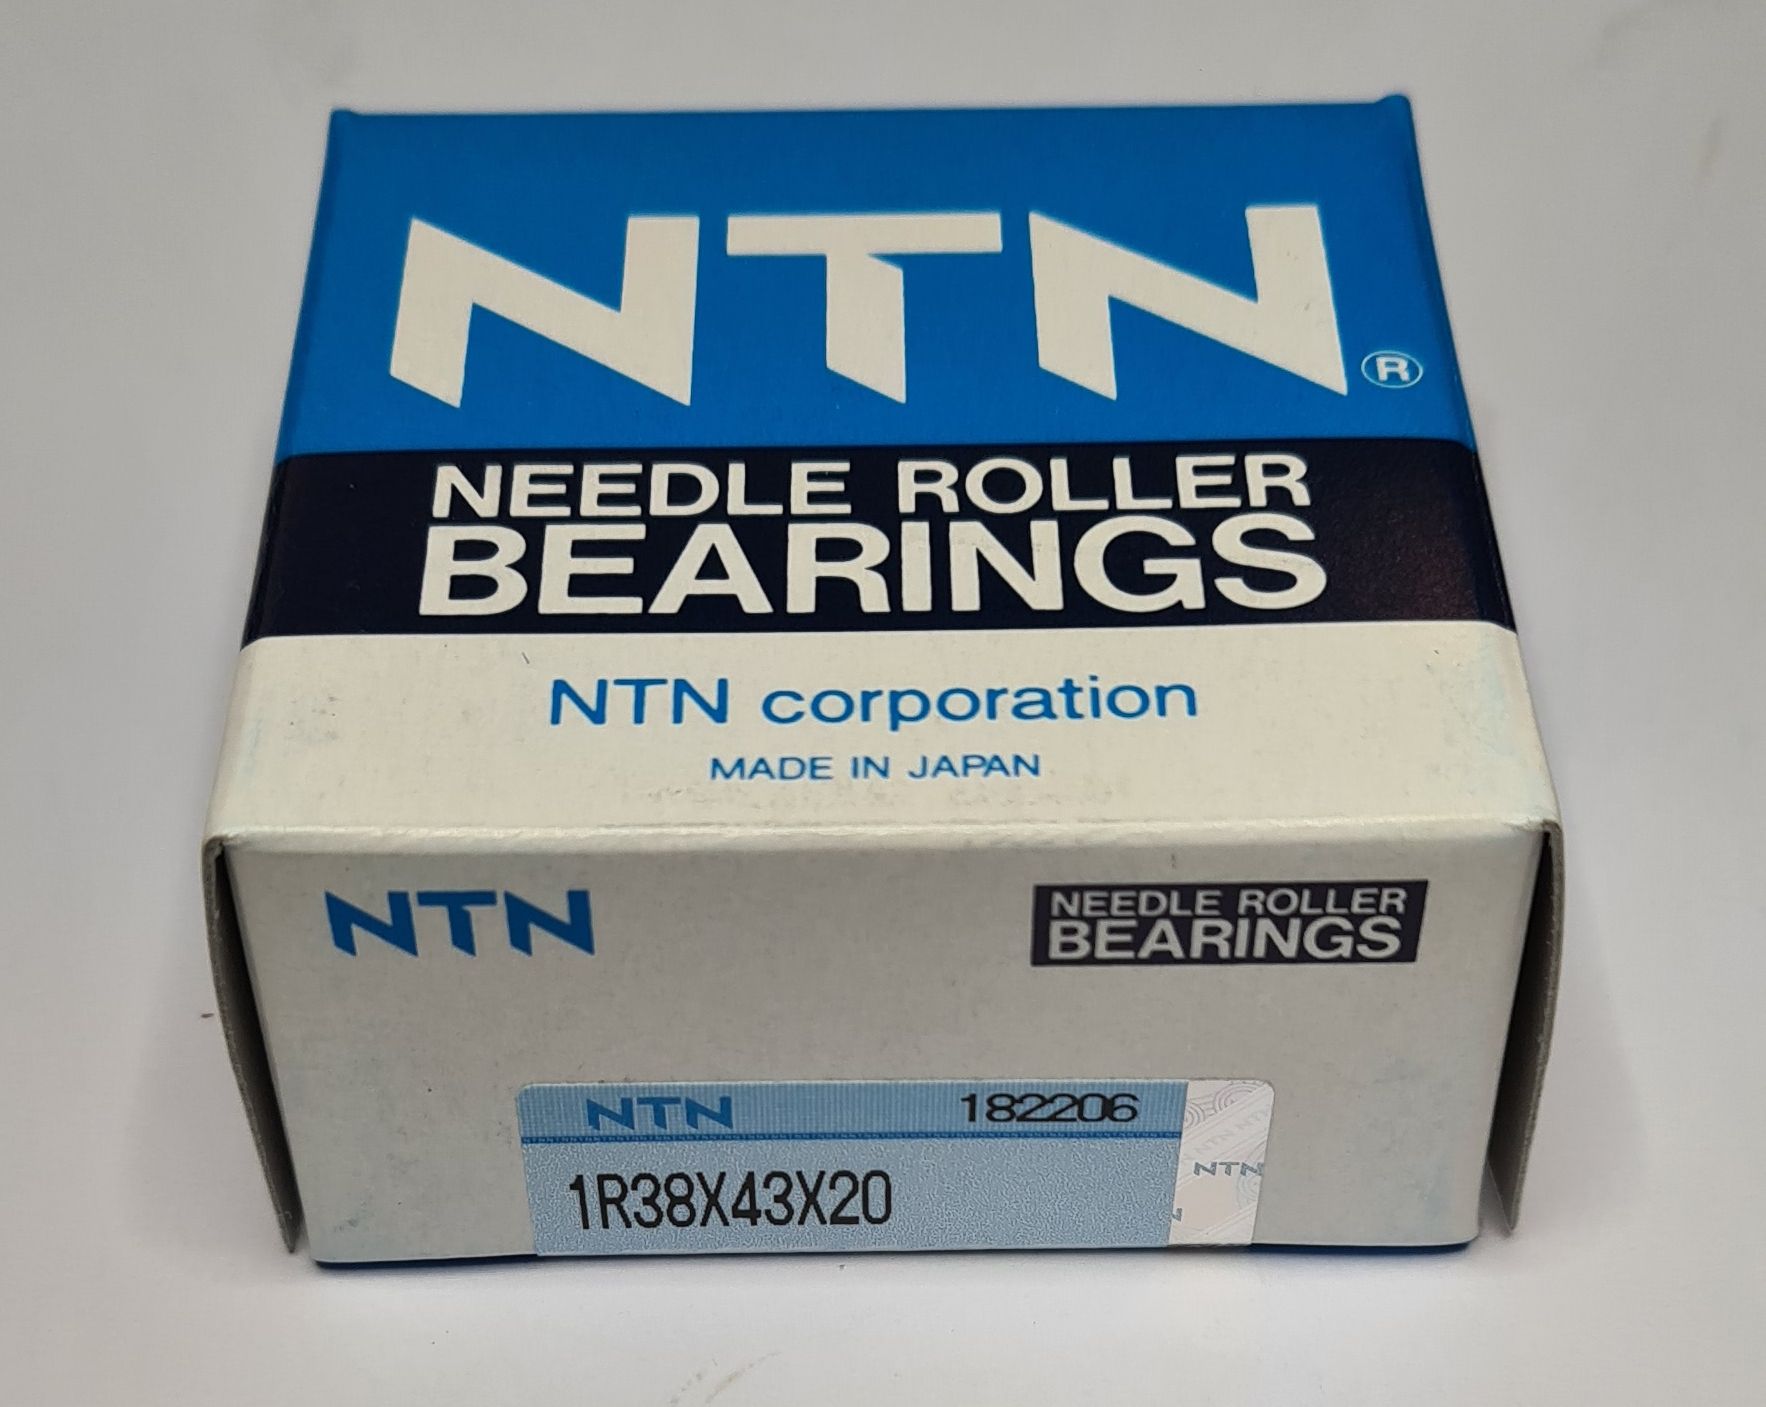 NTN®
NEEDLE ROLLER
BEARINGS
NTN corporation
MADE IN JAPAN
NTN
NEEDLE ROLLER
BEARINGS
NTN 182206
1R38X43X20
NTN